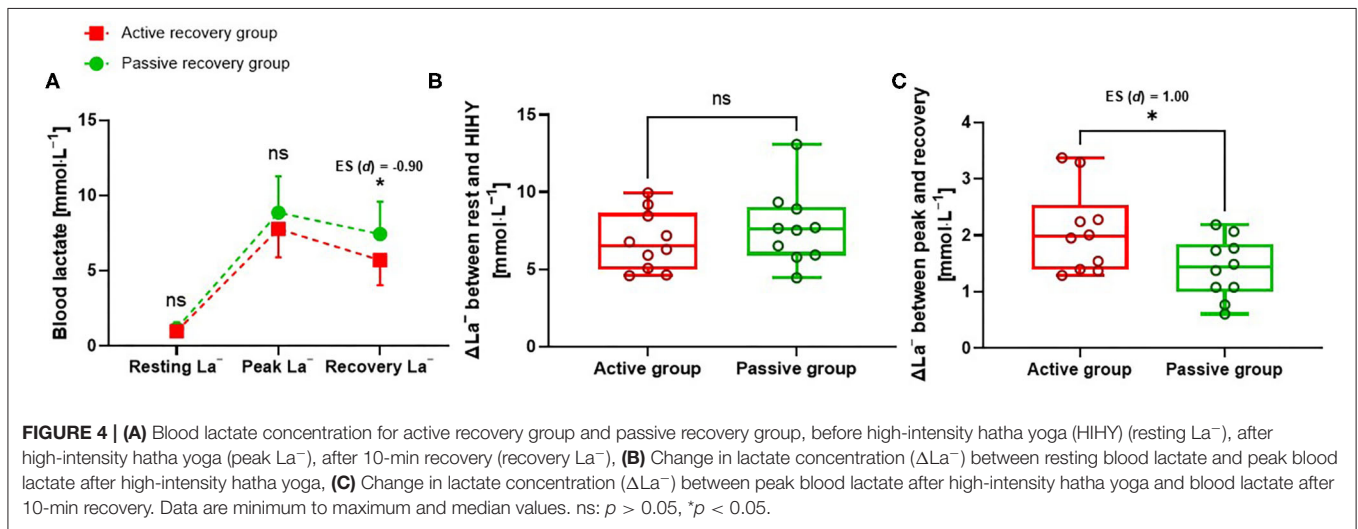 Active recovery group
Passive recovery group
A
Blood lactate [mmol·L⁻¹]
15
10
5
0
ns
ns
ES (d) = -0.90
*
Resting La⁻
Peak La⁻
Recovery La⁻
B
ΔLa⁻ between rest and HIHY
[mmol·L⁻¹]
15
10
5
0
ns
Active group
Passive group
C
ΔLa⁻ between peak and recovery
[mmol·L⁻¹]
4
3
2
1
0
ES (d) = 1.00
*
Active group
Passive group
FIGURE 4 | (A) Blood lactate concentration for active recovery group and passive recovery group, before high-intensity hatha yoga (HIHY) (resting La⁻), after
high-intensity hatha yoga (peak La⁻), after 10-min recovery (recovery La⁻), (B) Change in lactate concentration (ΔLa⁻) between resting blood lactate and peak blood
lactate after high-intensity hatha yoga, (C) Change in lactate concentration (ΔLa⁻) between peak blood lactate after high-intensity hatha yoga and blood lactate after
10-min recovery. Data are minimum to maximum and median values. ns: p > 0.05, *p < 0.05.